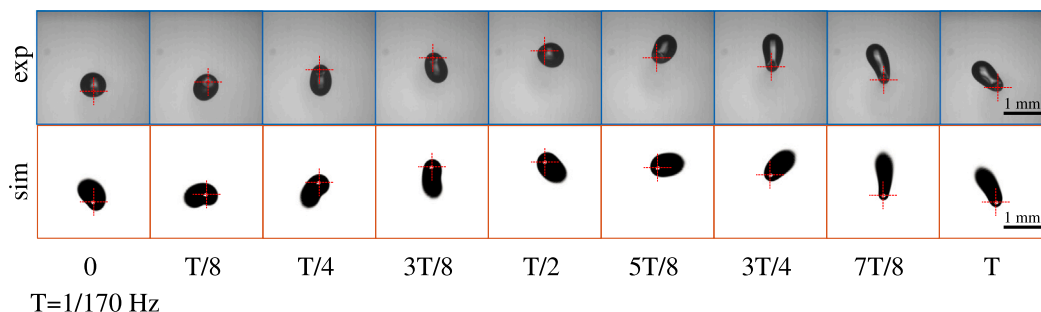 exp
1 mm
sim
1 mm
0 T/8 T/4 3T/8 T/2 5T/8 3T/4 7T/8 T
T=1/170 Hz